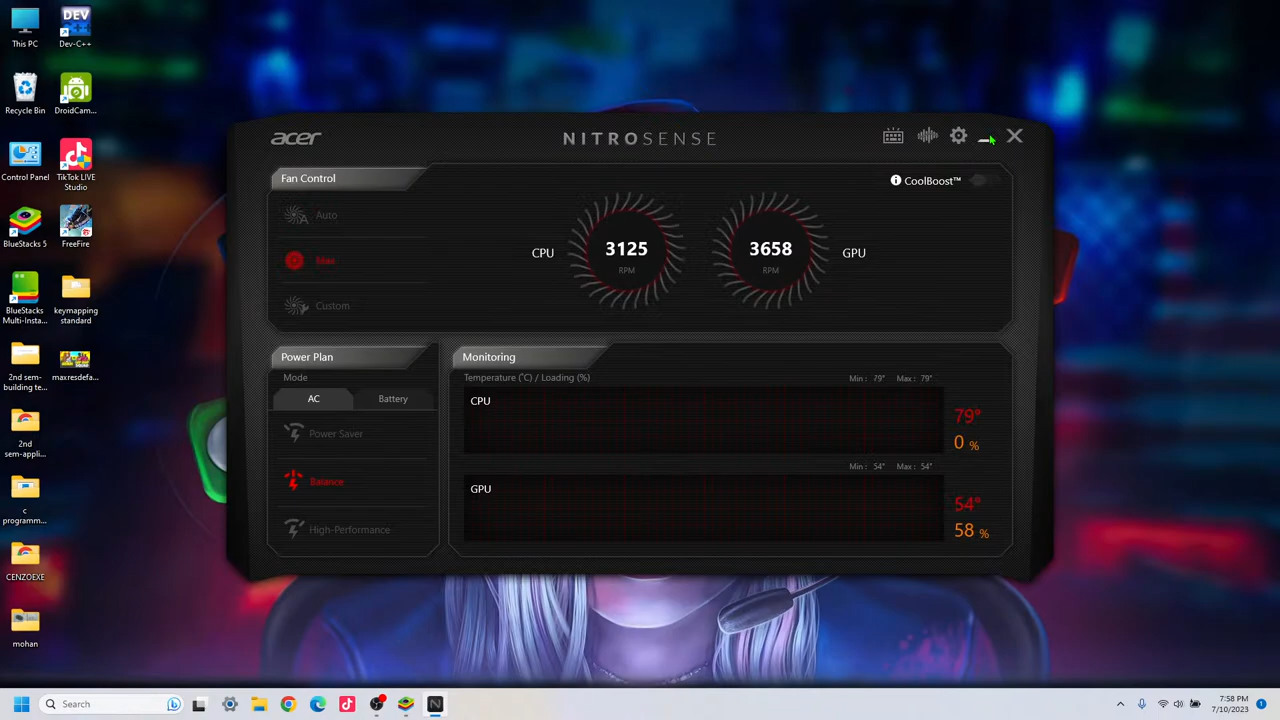 This PC
DEV
Dev-C++
Recycle Bin
DroidCam...
Control Panel
TikTok LIVE
Studio
BlueStacks 5
FreeFire
BlueStacks
Multi-Insta...
keymapping
standard
2nd sem-
building te...
maxresdefa...
2nd
sem-appli...
c
programm...
CENZOEXE
mohan
acer
NITROSENSE
Fan Control
CoolBoost™
Auto
Max
Custom
CPU
3125
RPM
3658
RPM
GPU
Power Plan
Mode
AC
Battery
Power Saver
Balance
High-Performance
Monitoring
Temperature (°C) / Loading (%)
Min : 79° Max : 79°
CPU
79°
0 %
Min : 54° Max : 54°
GPU
54°
58 %
Search
7:58 PM
7/10/2023
1